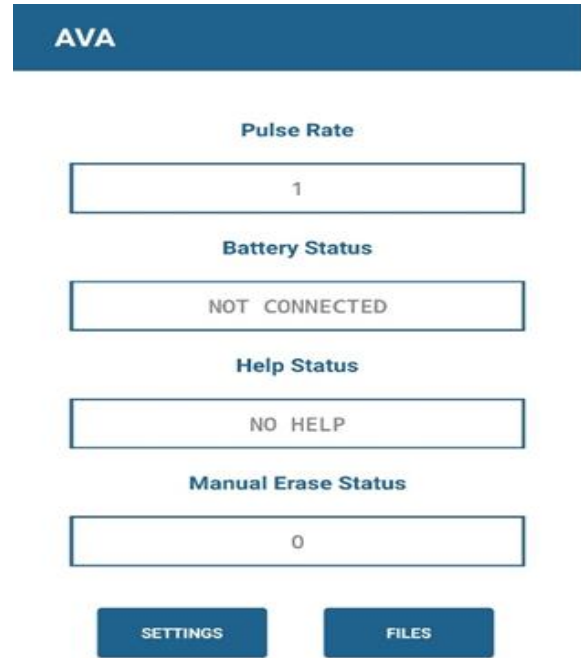 AVA
Pulse Rate
1
Battery Status
NOT CONNECTED
Help Status
NO HELP
Manual Erase Status
0
SETTINGS FILES